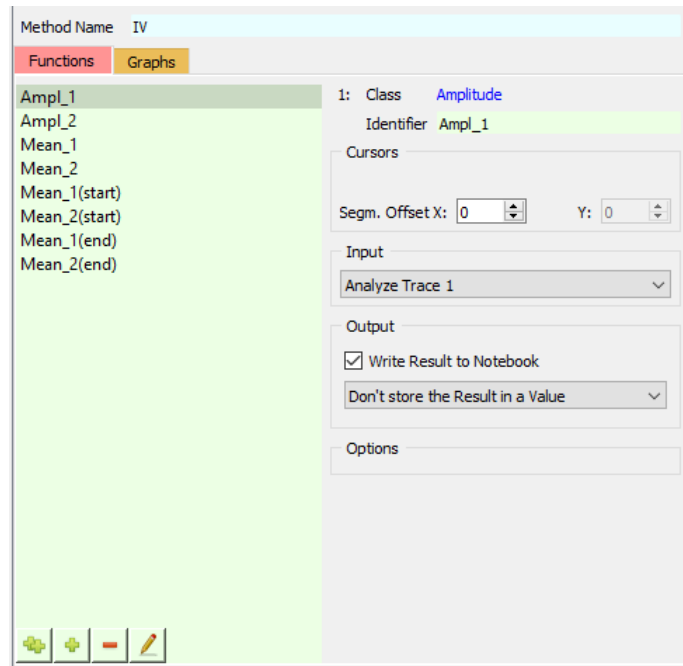 Method Name IV
Functions Graphs
Ampl_1
Ampl_2
Mean_1
Mean_2
Mean_1(start)
Mean_2(start)
Mean_1(end)
Mean_2(end)
1: Class Amplitude
Identifier Ampl_1
Cursors
Segm. Offset X: 0 Y: 0
Input
Analyze Trace 1
Output
Write Result to Notebook
Don't store the Result in a Value
Options